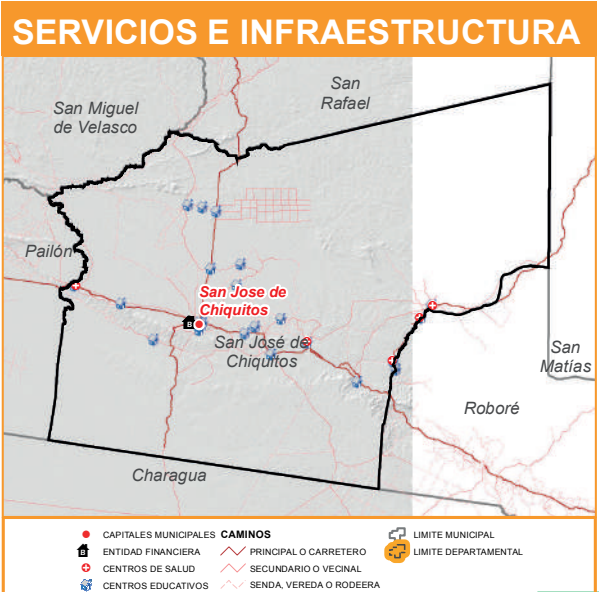 SERVICIOS E INFRAESTRUCTURA
San Miguel
de Velasco
San
Rafael
Pailón
San Jose de
Chiquitos
B
San José de
Chiquitos
San
Matías
Roboré
Charagua
CAPITALES MUNICIPALES
B ENTIDAD FINANCIERA
CENTROS DE SALUD
CENTROS EDUCATIVOS
CAMINOS
PRINCIPAL O CARRETERO
SECUNDARIO O VECINAL
SENDA, VEREDA O RODEERA
LIMITE MUNICIPAL
LIMITE DEPARTAMENTAL